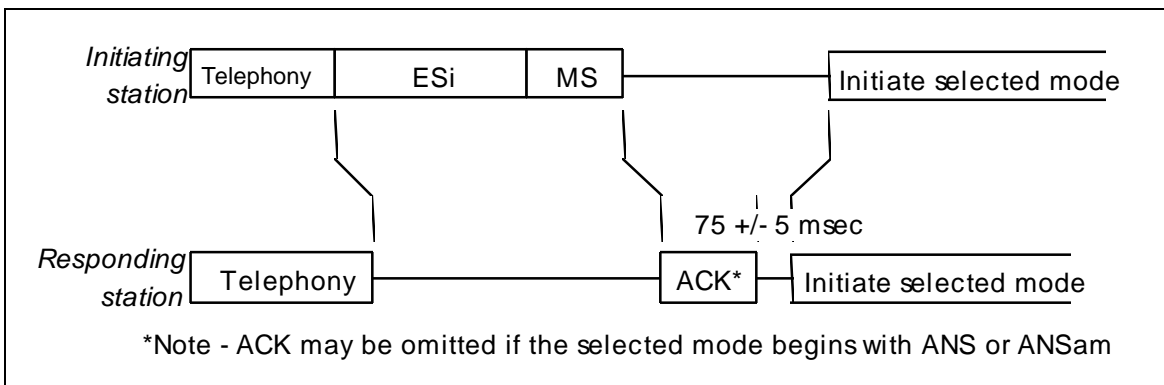 Initiating
station
Telephony
ESi
MS
Initiate selected mode
75 +/- 5 msec
Responding
station
Telephony
ACK*
Initiate selected mode
*Note - ACK may be omitted if the selected mode begins with ANS or ANSam